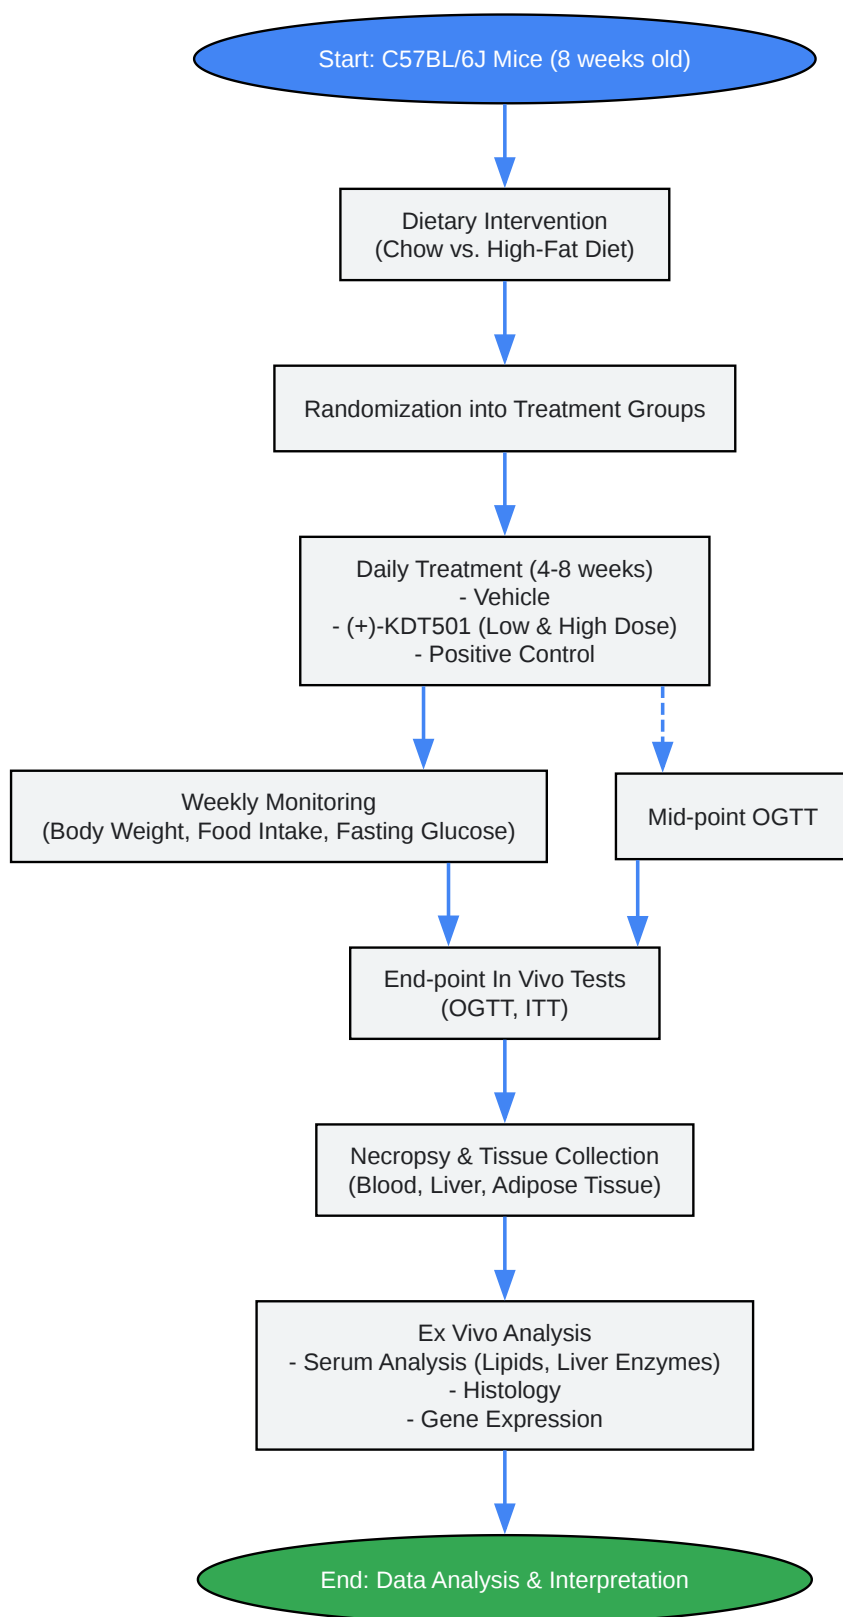 Start: C57BL/6J Mice (8 weeks old)
Dietary Intervention
(Chow vs. High-Fat Diet)
Randomization into Treatment Groups
Daily Treatment (4-8 weeks)
- Vehicle
- (+)-KDT501 (Low & High Dose)
- Positive Control
Weekly Monitoring
(Body Weight, Food Intake, Fasting Glucose)
Mid-point OGTT
End-point In Vivo Tests
(OGTT, ITT)
Necropsy & Tissue Collection
(Blood, Liver, Adipose Tissue)
Ex Vivo Analysis
- Serum Analysis (Lipids, Liver Enzymes)
- Histology
- Gene Expression
End: Data Analysis & Interpretation